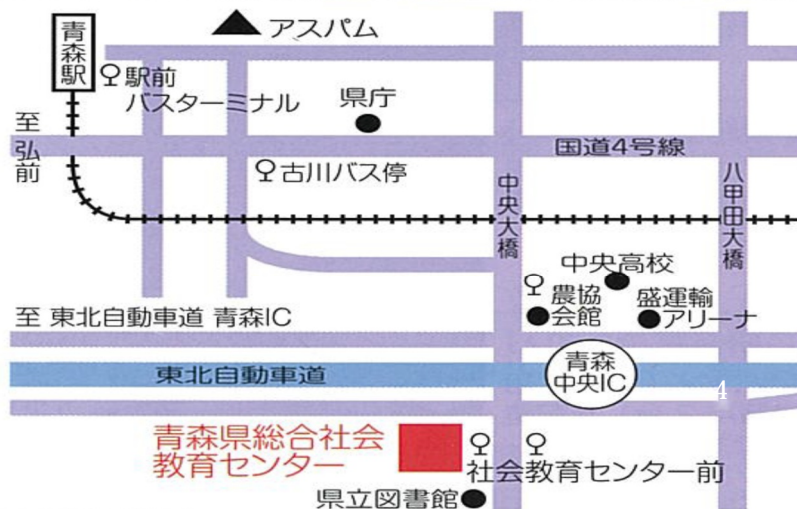 青森駅
アスパム
駅前
バスターミナル
県庁
至 弘前
国道4号線
古川バス停
中央大橋
八甲田大橋
中央高校
農協
会館
盛運輸
アリーナ
至 東北自動車道 青森IC
青森
中央IC
東北自動車道
4
青森県総合社会
教育センター
社会教育センター前
県立図書館